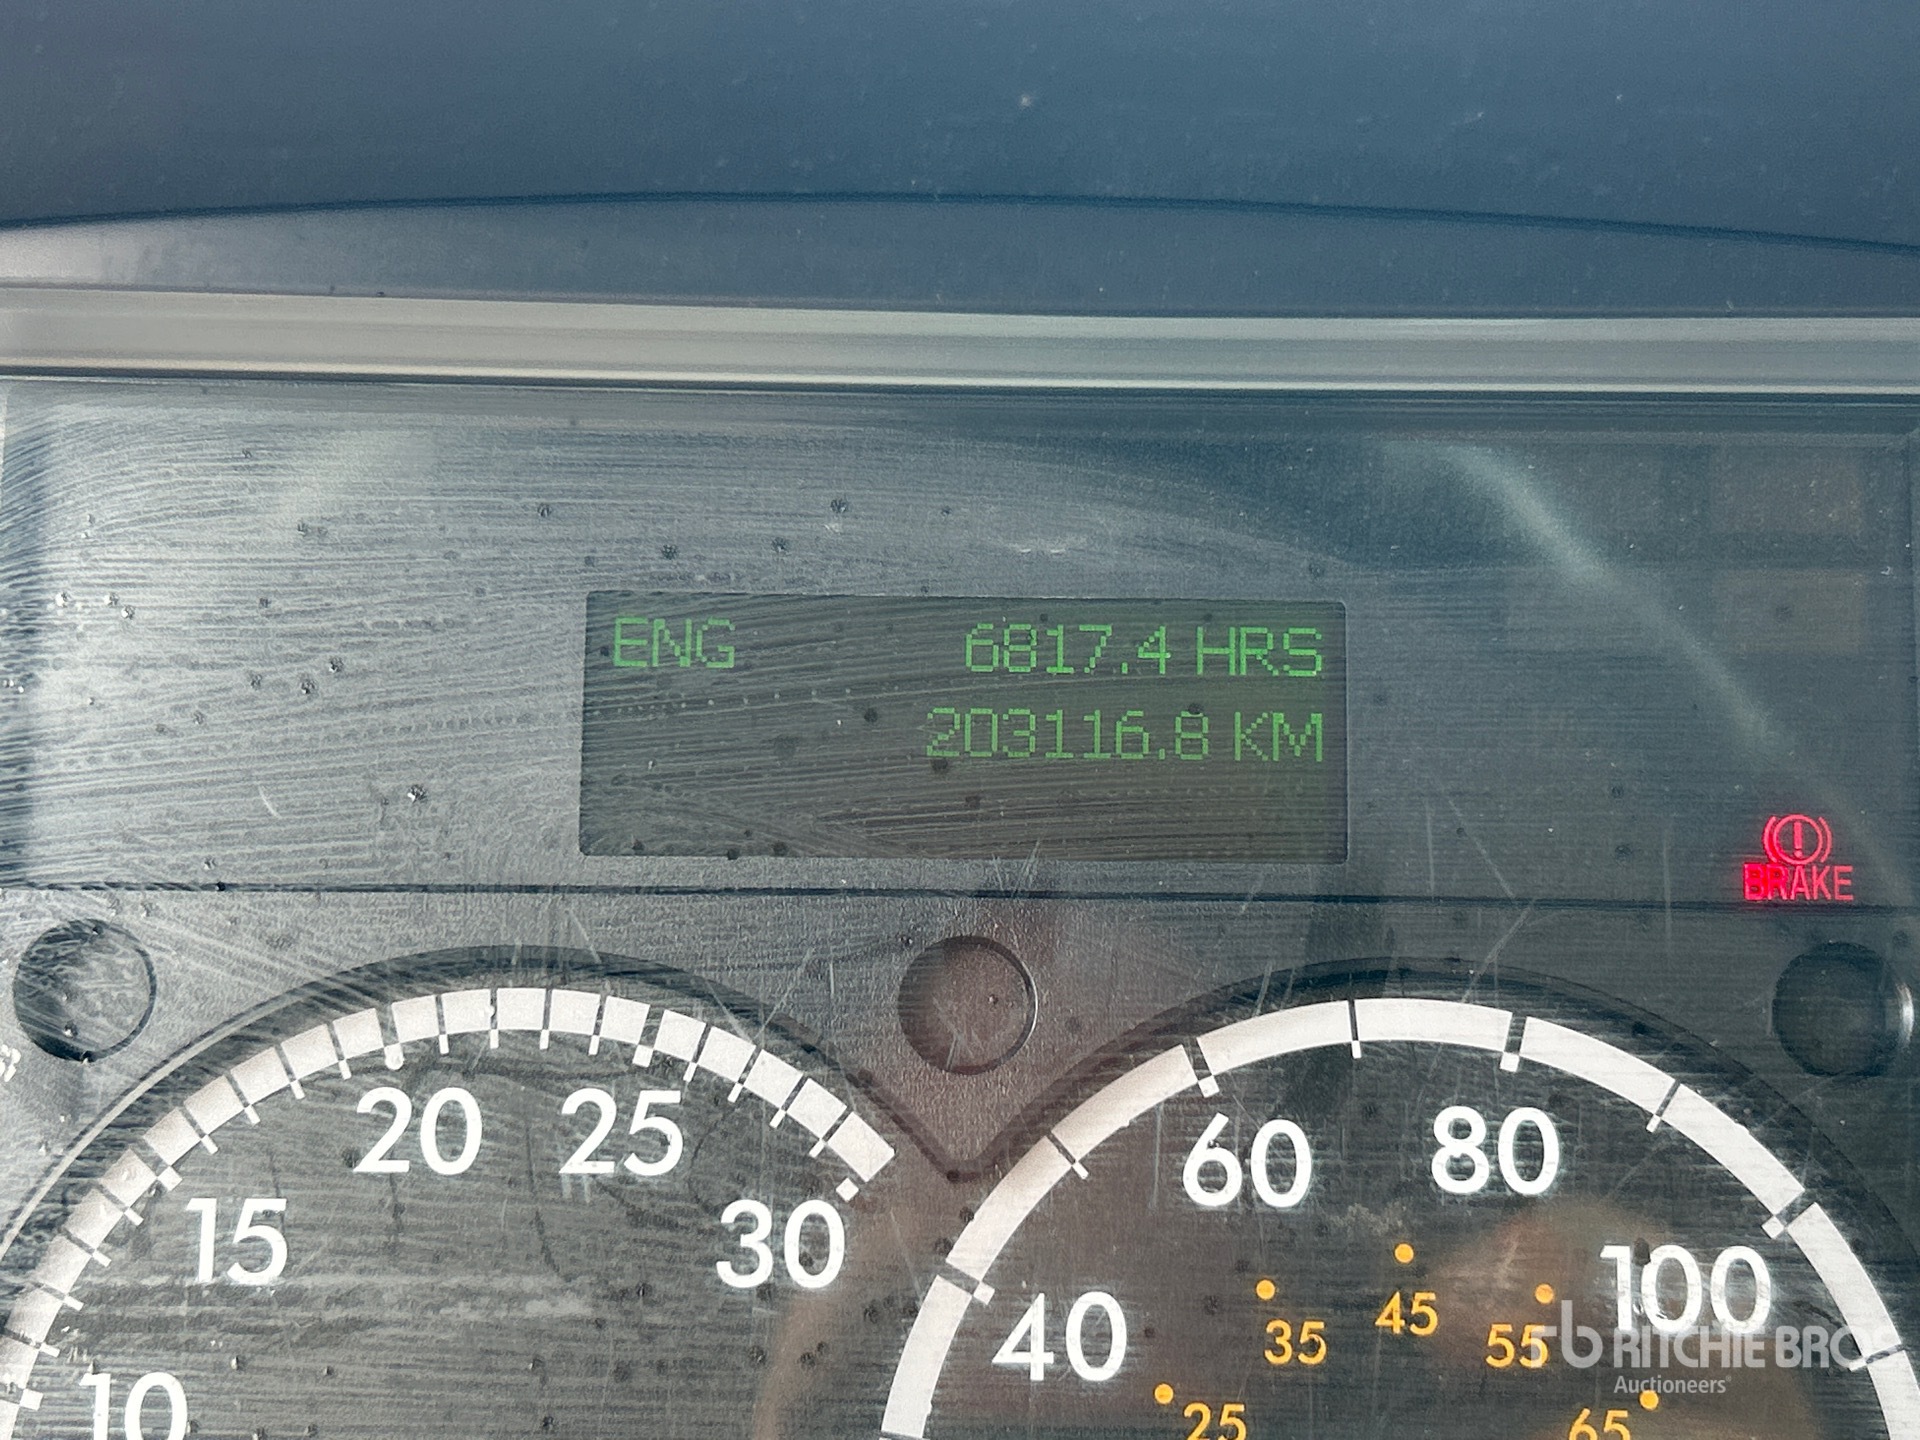 ENG 6817.4 HRS
203116.8 KM
BRAKE
20 25
15 30
10
60 80
40 100
35 45 55
25 65
rb RITCHIE BROS
Auctioneers